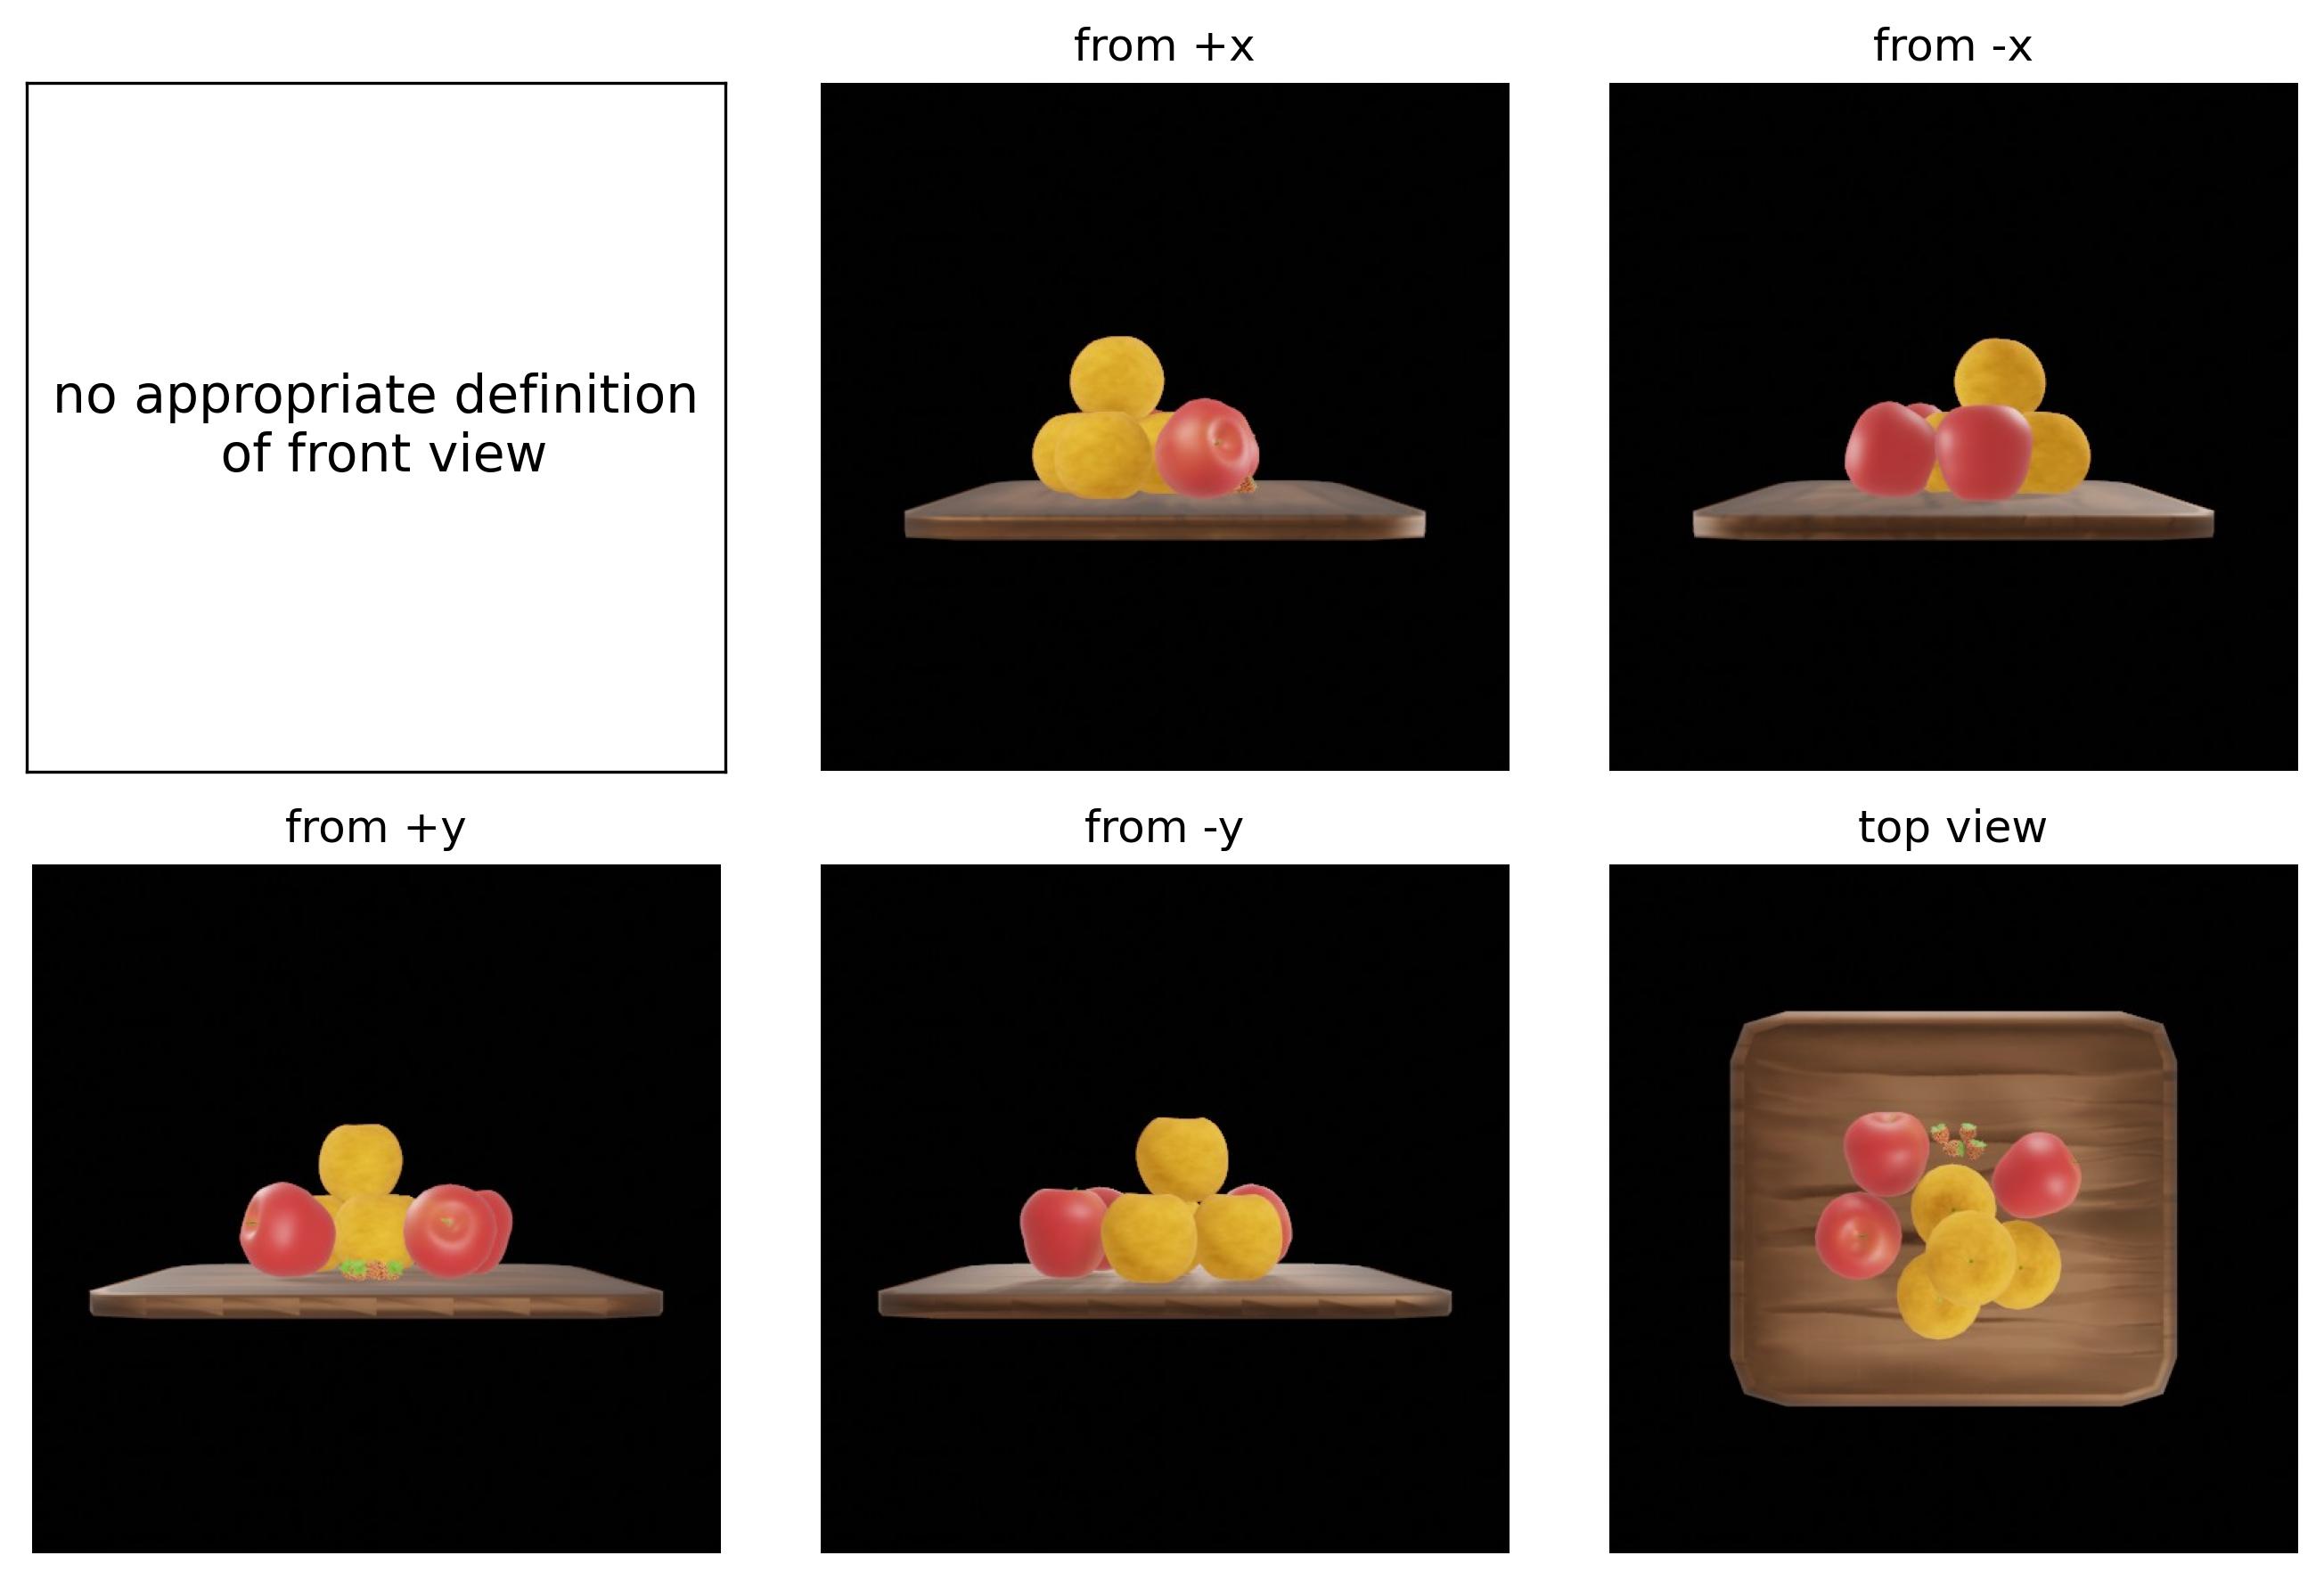 from +x
from -x
no appropriate definition
of front view
from +y
from -y
top view